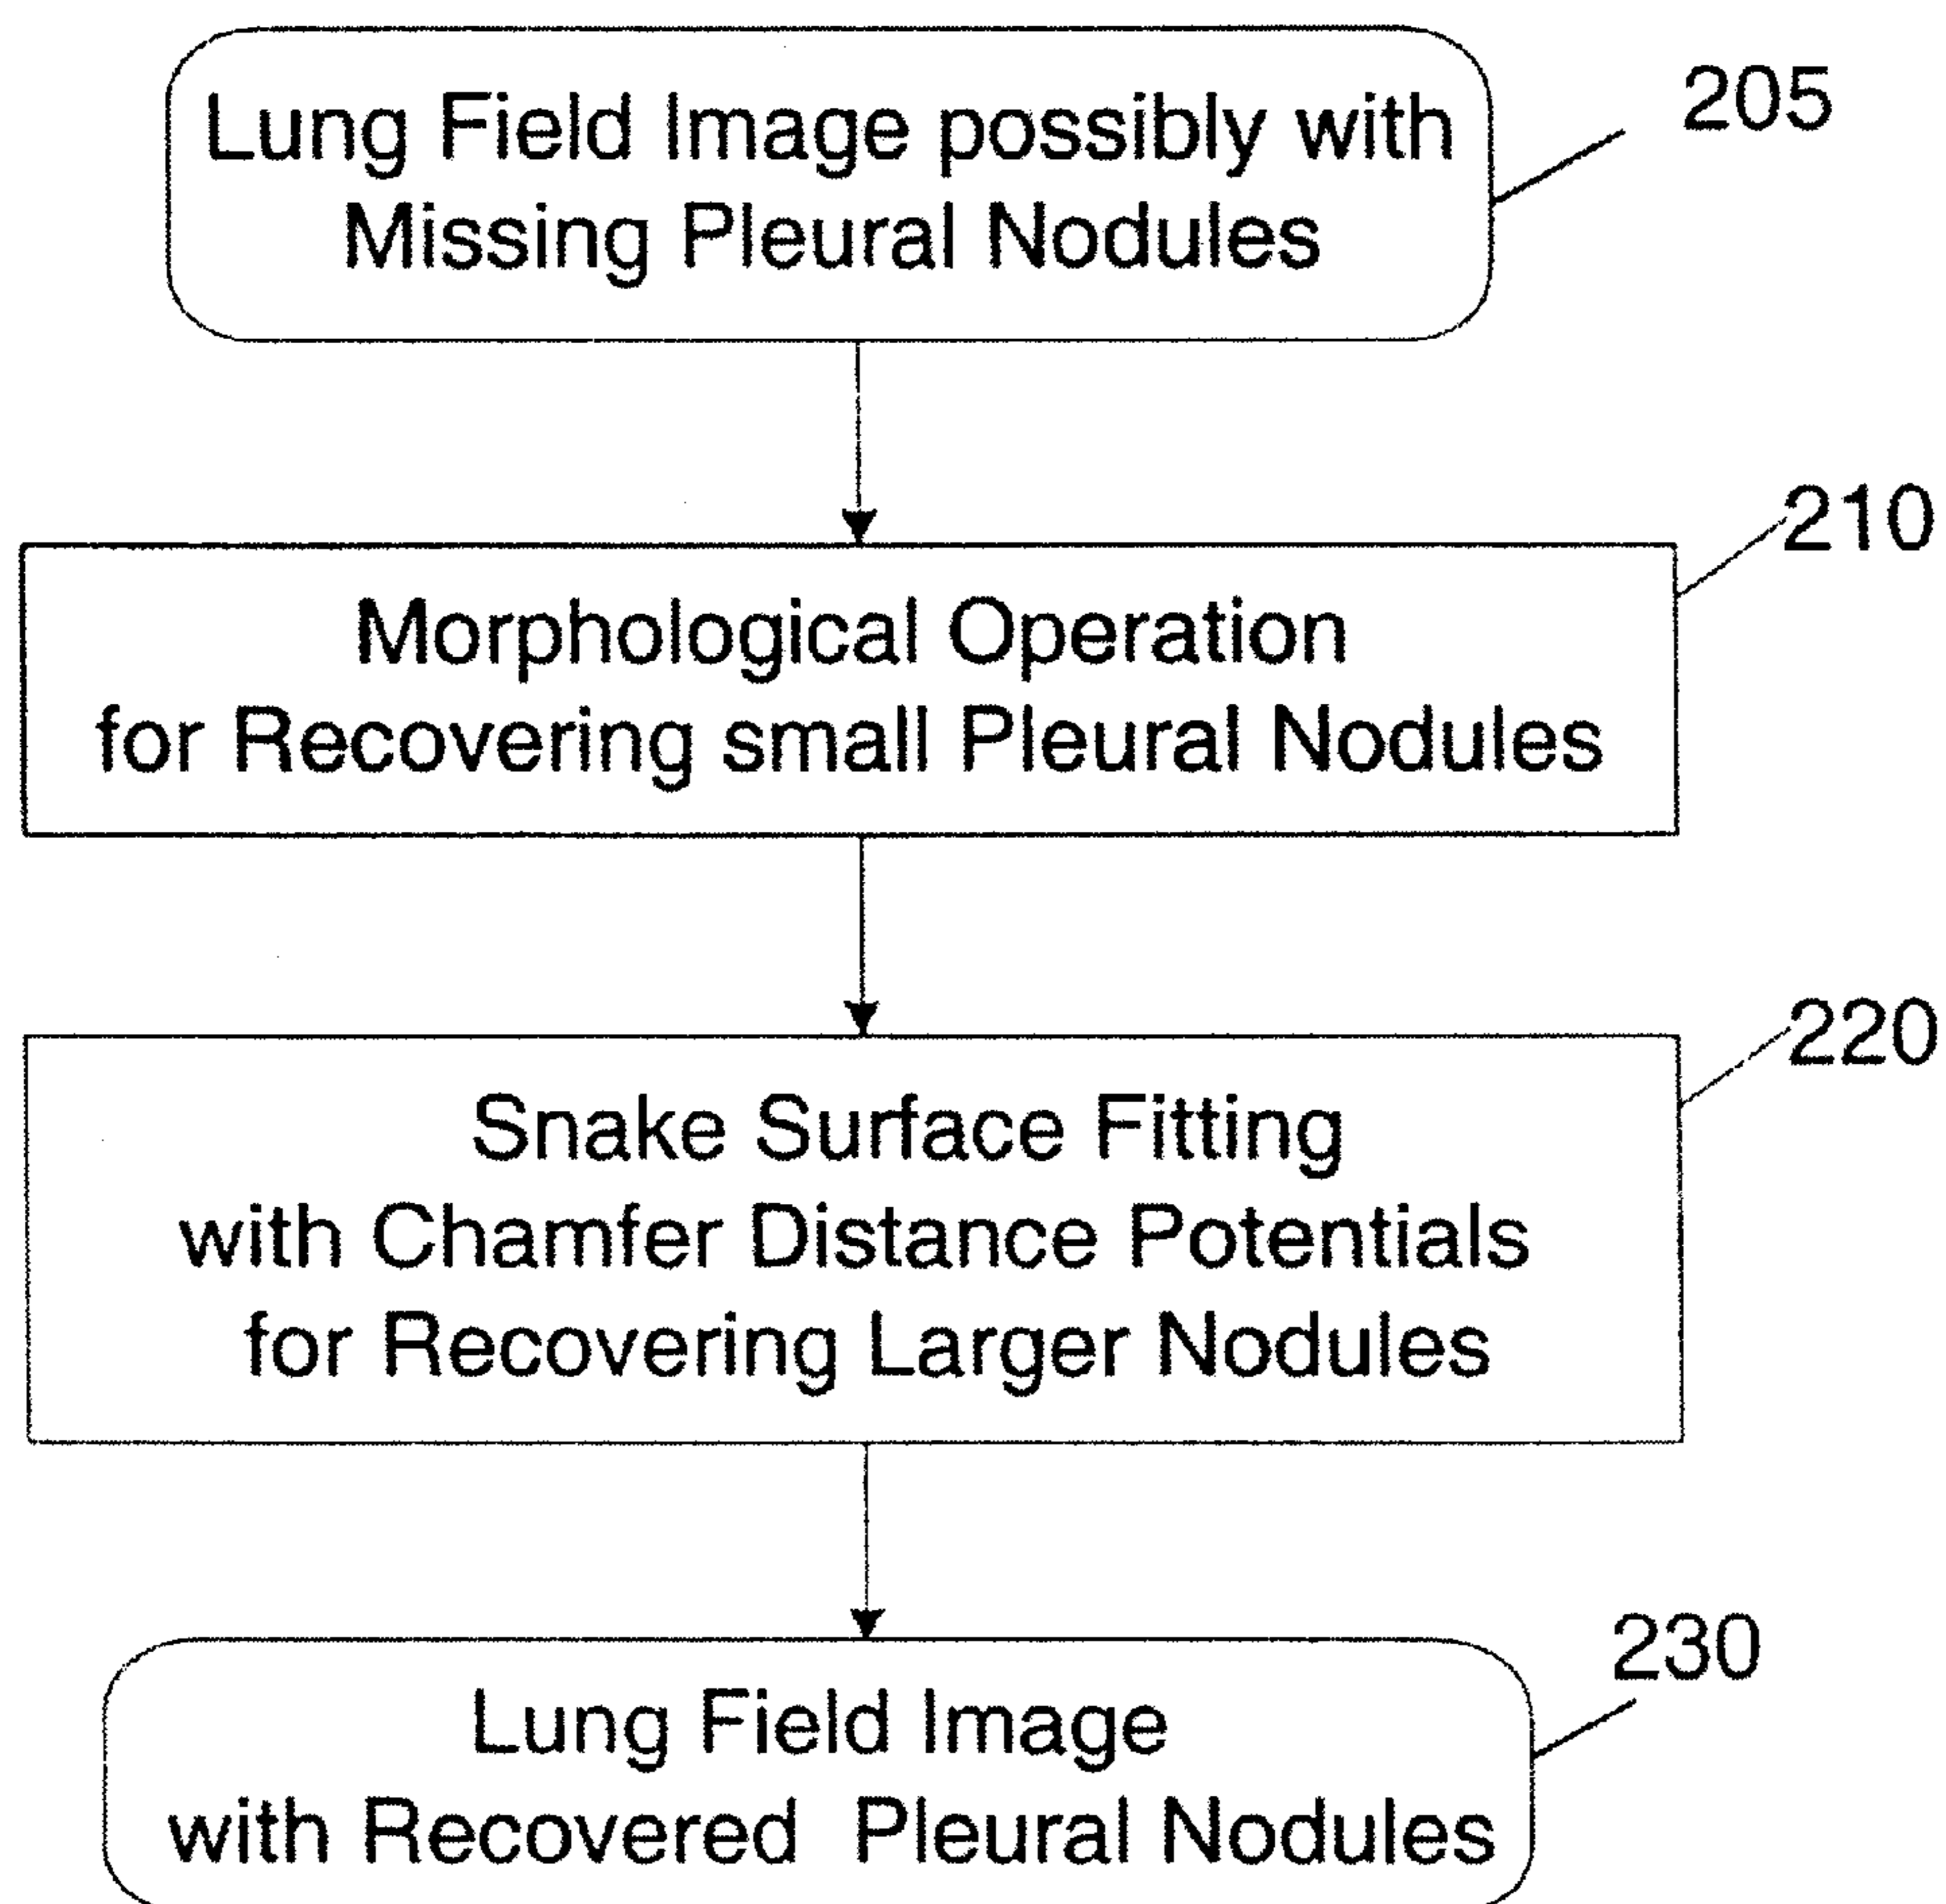 Lung Field Image possibly with
Missing Pleural Nodules
205
Morphological Operation
for Recovering small Pleural Nodules
210
Snake Surface Fitting
with Chamfer Distance Potentials
for Recovering Larger Nodules
220
Lung Field Image
with Recovered Pleural Nodules
230